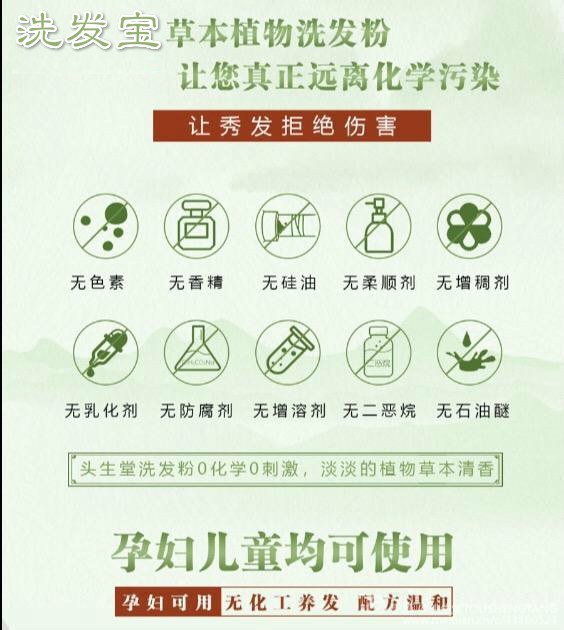 洗发宝
草本植物洗发粉
让您真正远离化学污染
让秀发拒绝伤害
无色素 无香精 无硅油 无柔顺剂 无增稠剂
二恶烷
无乳化剂 无防腐剂 无增溶剂 无二恶烷 无石油醚
头生堂洗发粉0化学0刺激，淡淡的植物草本清香
孕妇儿童均可使用
孕妇可用 无化工养发 配方温和